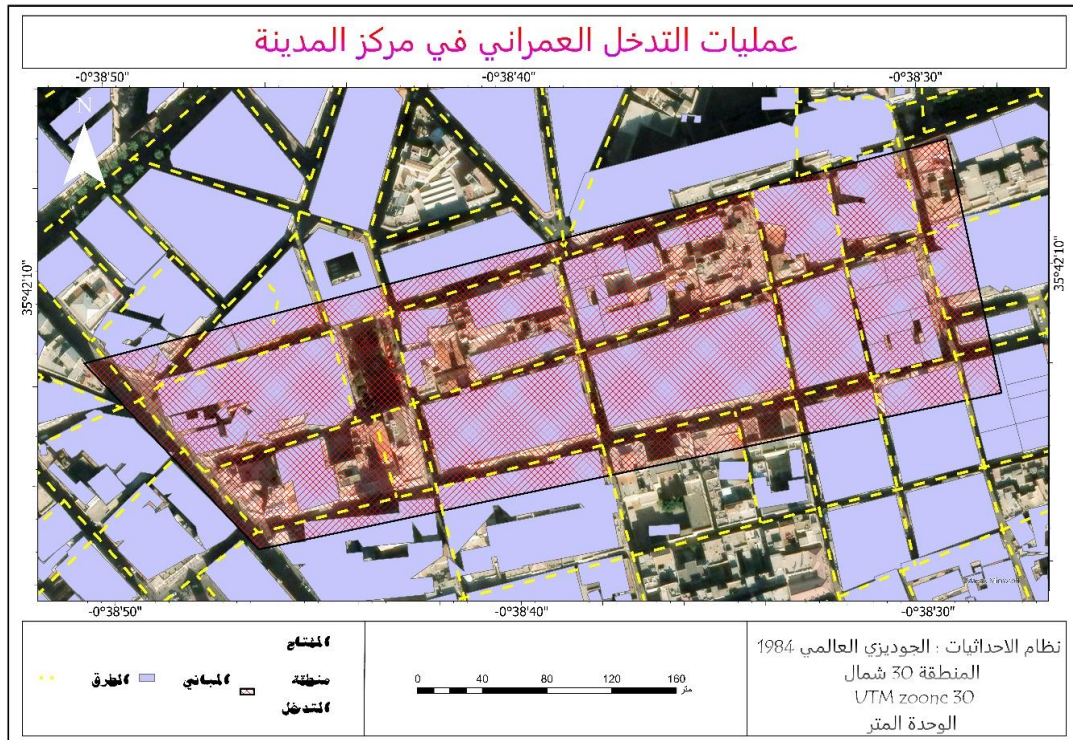 عمليات التدخل العمراني في مركز المدينة
-0°38'50" -0°38'40" -0°38'30"
N
35°42'10"
35°42'10"
-0°38'50" -0°38'40" -0°38'30"
المفتاح
منطقة التدخل
المباني
الطرق
0 20 40 80 120 160
متر
نظام الاحداثيات : الجوديزي العالمي 1984
المنطقة 30 شمال
UTM zoone 30
الوحدة المتر